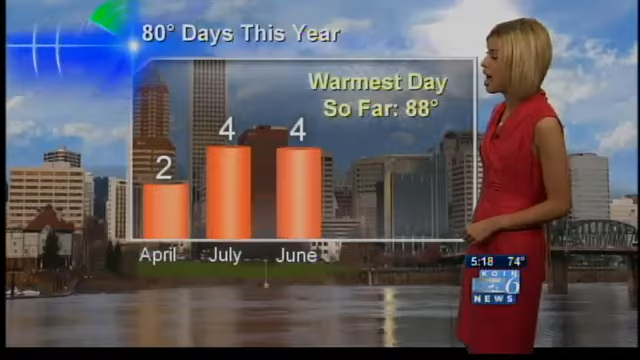 80° Days This Year
Warmest Day
So Far: 88°
2
4
4
April
July
June
5:18 74°
KOIN
6
NEWS